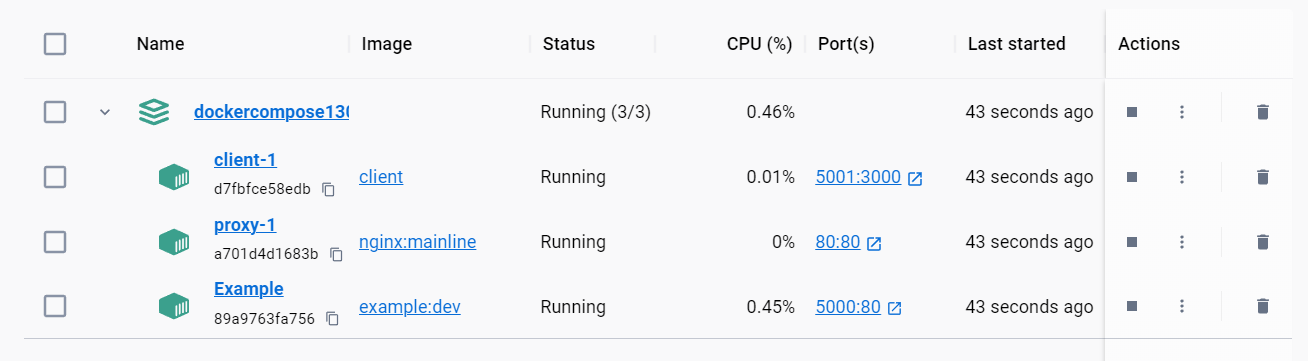 Name Image Status CPU (%) Port(s) Last started Actions
dockercompose130 Running (3/3) 0.46% 43 seconds ago
client-1
d7fbfce58edb client Running 0.01% 5001:3000 43 seconds ago
proxy-1
a701d4d1683b nginx:mainline Running 0% 80:80 43 seconds ago
Example
89a9763fa756 example:dev Running 0.45% 5000:80 43 seconds ago